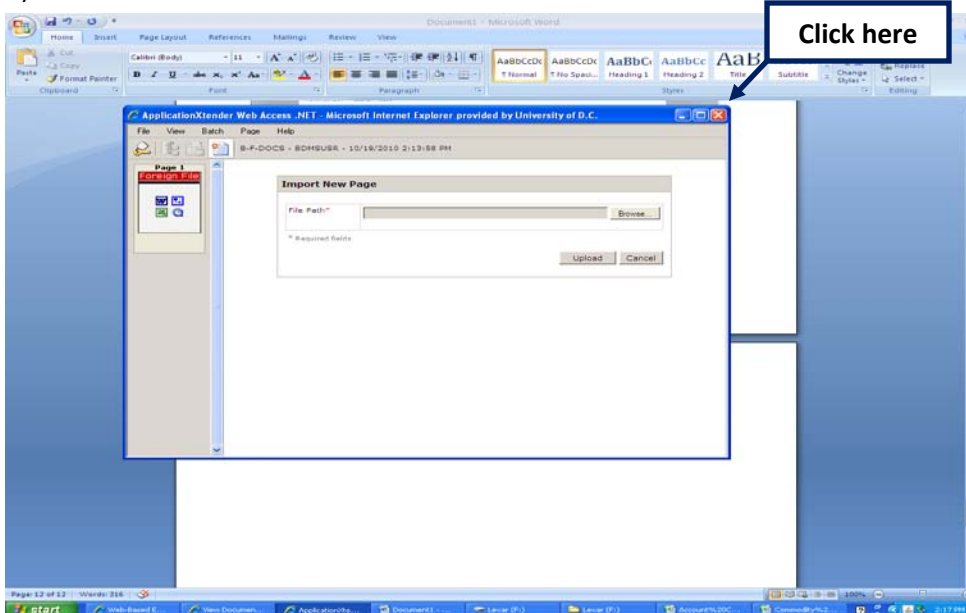 Document1 - Microsoft Word
Click here
Home Insert Page Layout References Mailings Review View
Cut
Copy
Paste
Format Painter
Calibri (Body) 11
AaBbCcDc AaBbCcDc AaBbC AaBbCc AaB
Normal No Spaci... Heading 1 Heading 2 Title Subtitle
Change Styles
Replace
Select
Clipboard Font Paragraph Styles Editing
ApplicationXtender Web Access .NET - Microsoft Internet Explorer provided by University of D.C.
File View Batch Page Help
B-F-DOCS - BDMSUSR - 10/19/2010 2:13:58 PM
Page 1
Foreign File
Import New Page
File Path*
Browse...
* Required fields
Upload Cancel
Page: 12 of 12 Words: 316
100%
start Web-Based E... View Documen... ApplicationXte... Document1 - ... Levar (F:) Levar (F:) Account%20C... Commodity%2... 2:17 PM